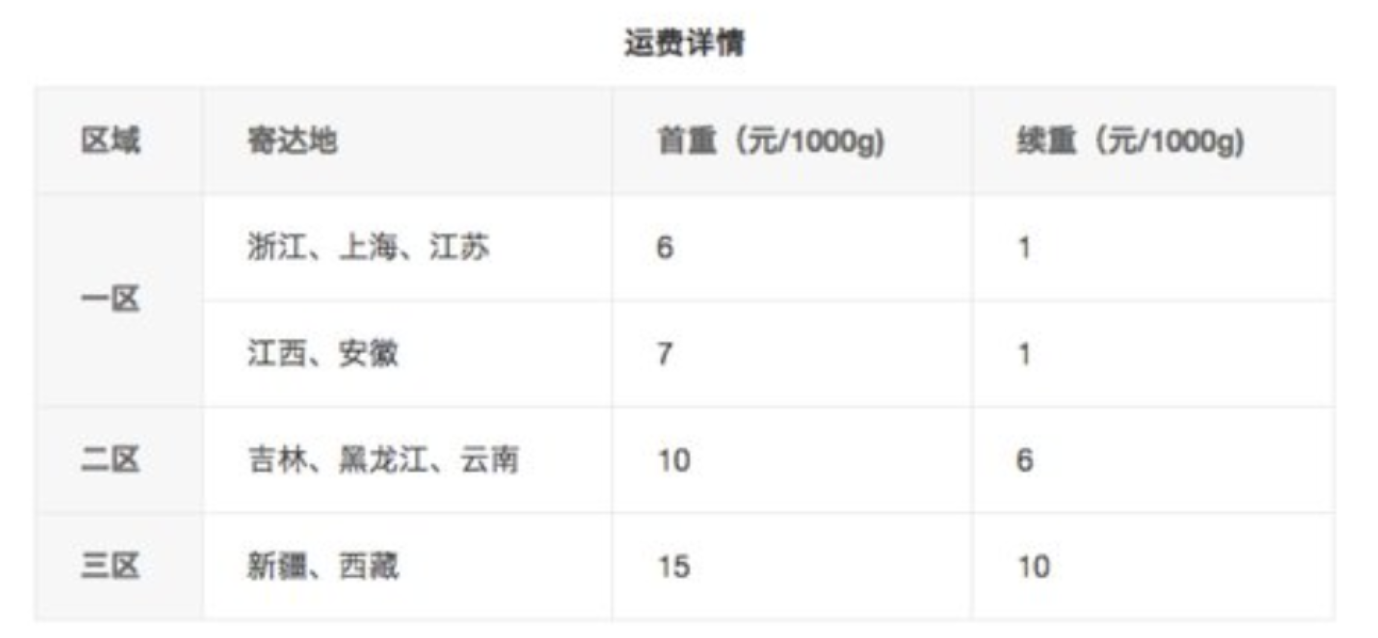 运费详情
区域 寄达地 首重（元/1000g) 续重（元/1000g)
一区 浙江、上海、江苏 6 1
江西、安徽 7 1
二区 吉林、黑龙江、云南 10 6
三区 新疆、西藏 15 10